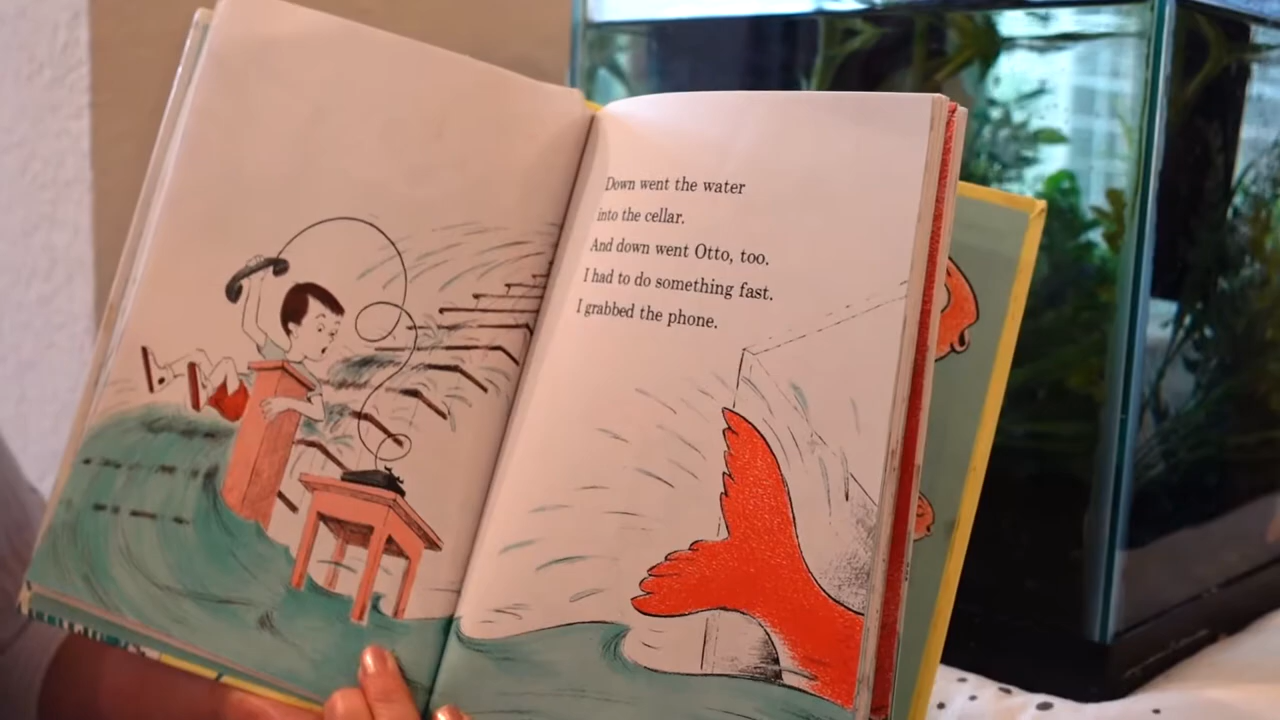 Down went the water
into the cellar.
And down went Otto, too.
I had to do something fast.
I grabbed the phone.